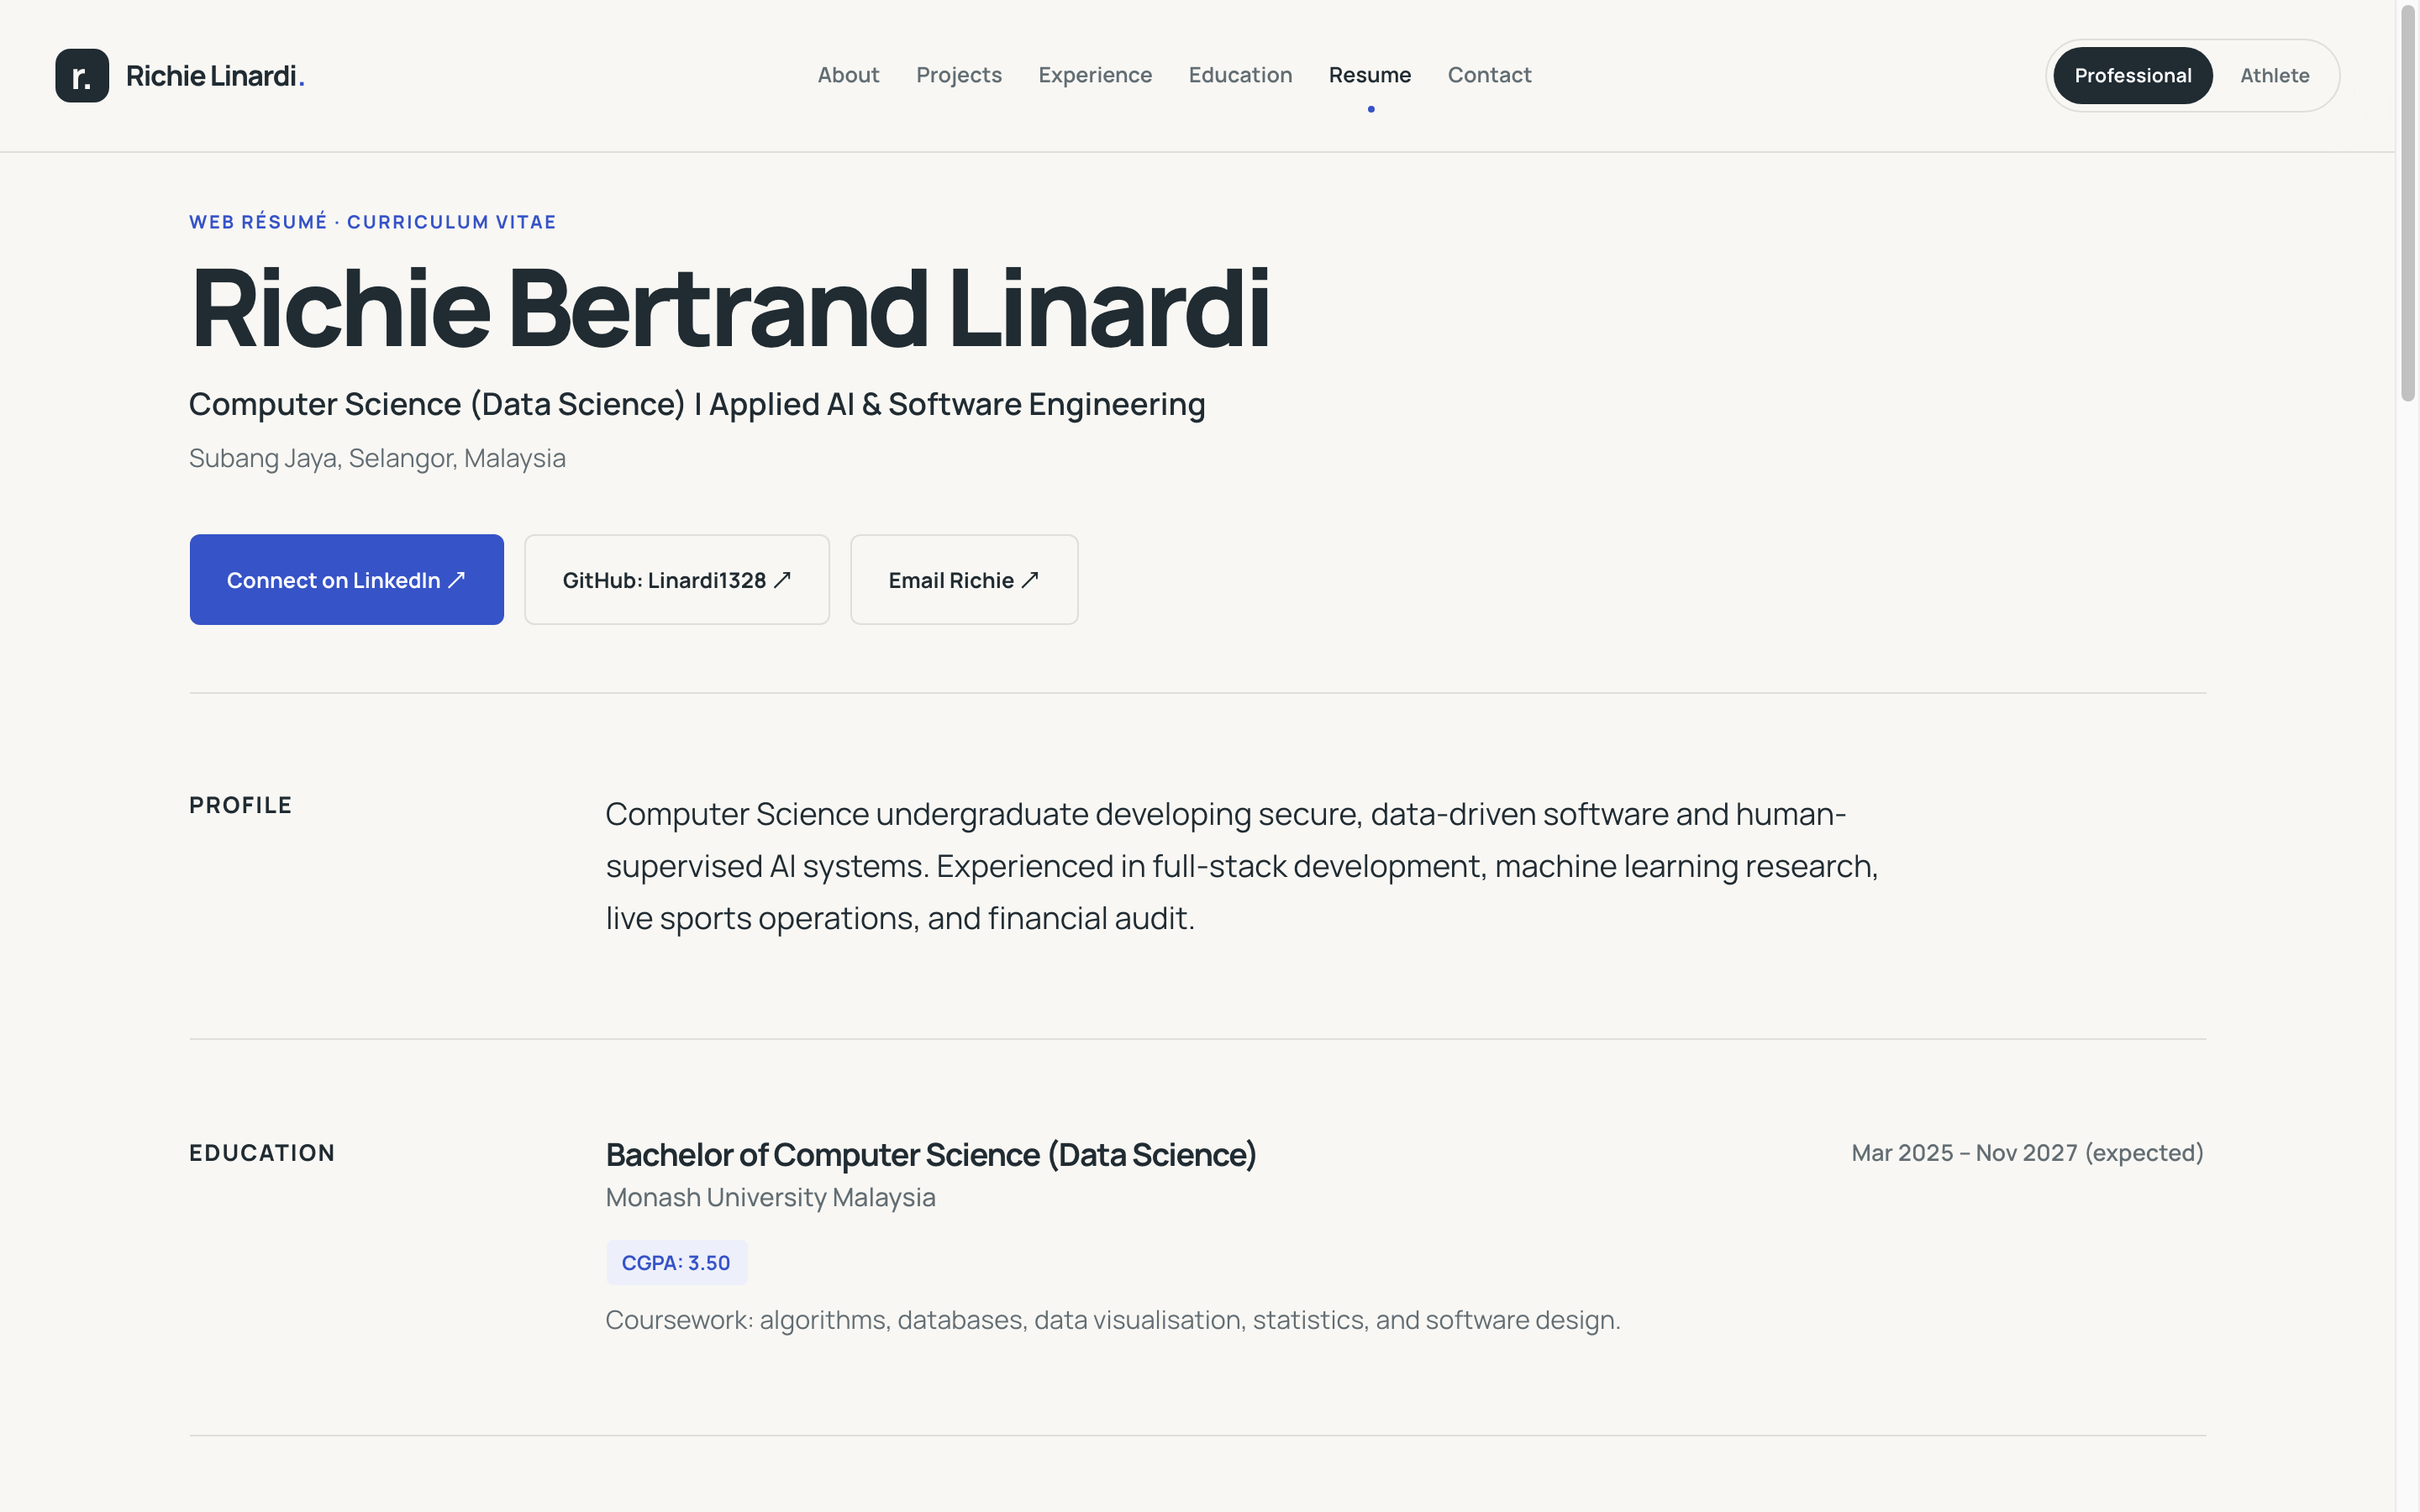 r. Richie Linardi.
About Projects Experience Education Resume Contact
Professional Athlete
WEB RÉSUMÉ · CURRICULUM VITAE
Richie Bertrand Linardi
Computer Science (Data Science) | Applied AI & Software Engineering
Subang Jaya, Selangor, Malaysia
Connect on LinkedIn ↗ GitHub: Linardi1328 ↗ Email Richie ↗
PROFILE
Computer Science undergraduate developing secure, data-driven software and human-
supervised AI systems. Experienced in full-stack development, machine learning research,
live sports operations, and financial audit.
EDUCATION
Bachelor of Computer Science (Data Science)
Mar 2025 – Nov 2027 (expected)
Monash University Malaysia
CGPA: 3.50
Coursework: algorithms, databases, data visualisation, statistics, and software design.